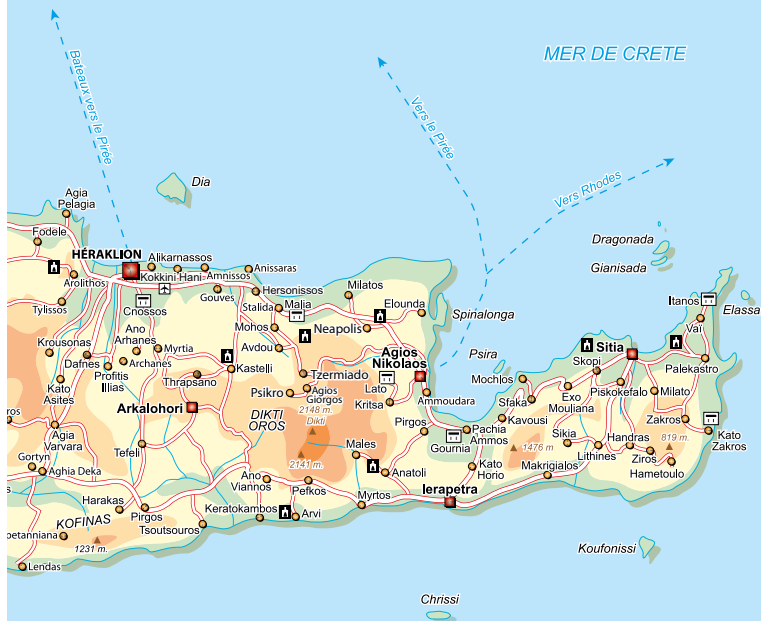 MER DE CRETE
Bateaux vers le Pirée
Vers le Pirée
Vers Rhodes
Dia
Agia
Pelagia
Fodele
HÉRAKLION
Alikarnassos
Kokkini-Hani
Amnissos
Anissaras
Arolithos
Tylissos
Cnossos
Gouves
Hersonissos
Stalida
Malia
Milatos
Elounda
Spinalonga
Dragonada
Gianisada
Itanos
Elassa
Vaï
Krousonas
Dafnes
Ano
Arhanes
Archanes
Myrtia
Mohos
Neapolis
Avdou
Agios
Nikolaos
Psira
Sitia
Skopi
Palekastro
Kato
Asites
Profitis
Ilias
Thrapsano
Kastelli
Tzermiado
Psikro
Agios
Giorgos
Lato
Kritsa
Ammoudara
Mochlos
Sfaka
Exo
Mouliana
Piskokefalo
Milato
Arkalohori
DIKTI
OROS
2148 m.
Dikti
2141 m.
Pirgos
Kavousi
Pachia
Ammos
Gournia
Zakros
Kato
Zakros
819 m.
ros
Agia
Varvara
Gortyn
Aghia Deka
Tefeli
Males
Anatoli
Kato
Horio
1476 m
Sikia
Lithines
Handras
Ziros
Hametoulo
Makrigialos
Ano
Viannos
Pefkos
Myrtos
Ierapetra
Harakas
KOFINAS
Pirgos
Tsoutsouros
Keratokambos
Arvi
petanniana
1231 m.
Lendas
Koufonissi
Chrissi